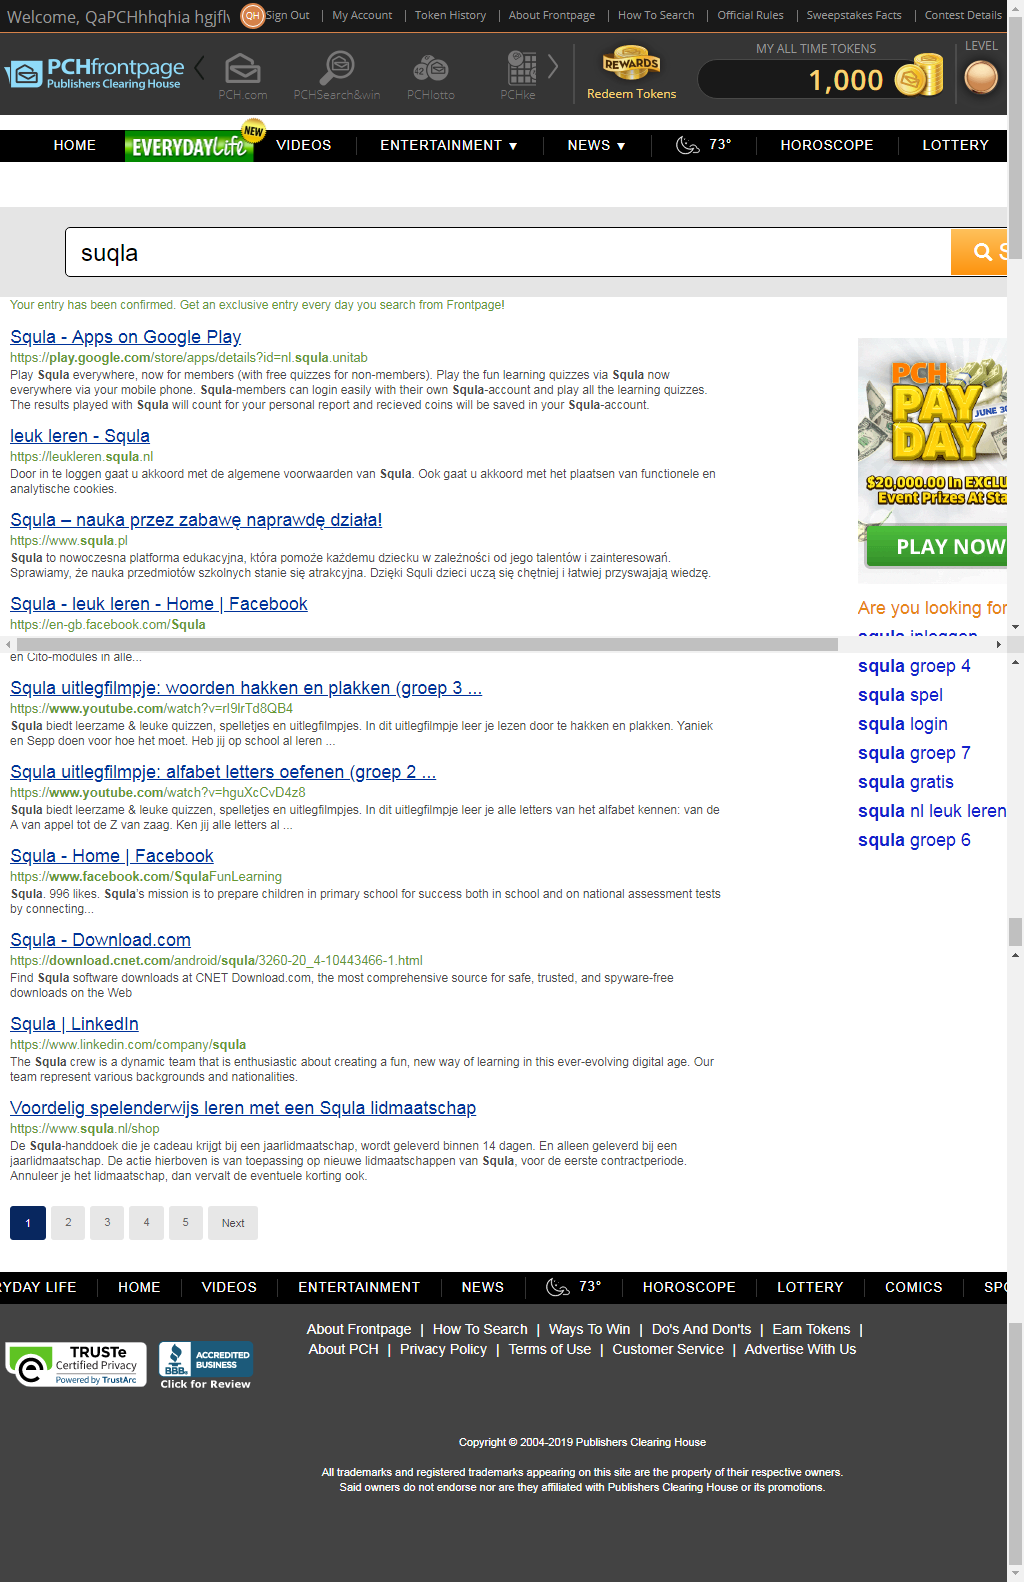 Welcome, QaPCHhhqhia hgjflv QH Sign Out | My Account | Token History | About Frontpage | How To Search | Official Rules | Sweepstakes Facts | Contest Details
PCHfrontpage
Publishers Clearing House
PCH.com
PCHSearch&win
42
PCHlotto
PCHke
REWARDS
Redeem Tokens
MY ALL TIME TOKENS
1,000
LEVEL
HOME
EVERYDAY Life
NEW
VIDEOS
ENTERTAINMENT ▼
NEWS ▼
73°
HOROSCOPE
LOTTERY
suqla
S
Your entry has been confirmed. Get an exclusive entry every day you search from Frontpage!
Squla - Apps on Google Play
https://play.google.com/store/apps/details?id=nl.squla.unitab
Play Squla everywhere, now for members (with free quizzes for non-members). Play the fun learning quizzes via Squla now
everywhere via your mobile phone. Squla-members can login easily with their own Squla-account and play all the learning quizzes.
The results played with Squla will count for your personal report and recieved coins will be saved in your Squla-account.
leuk leren - Squla
https://leukleren.squla.nl
Door in te loggen gaat u akkoord met de algemene voorwaarden van Squla. Ook gaat u akkoord met het plaatsen van functionele en
analytische cookies.
Squla – nauka przez zabawę naprawdę działa!
https://www.squla.pl
Squla to nowoczesna platforma edukacyjna, która pomoże każdemu dziecku w zależności od jego talentów i zainteresowań.
Sprawiamy, że nauka przedmiotów szkolnych stanie się atrakcyjna. Dzięki Squli dzieci uczą się chętniej i łatwiej przyswajają wiedzę.
Squla - leuk leren - Home | Facebook
https://en-gb.facebook.com/Squla
en Cito-modules in alle...
Squla uitlegfilmpje: woorden hakken en plakken (groep 3 ...
https://www.youtube.com/watch?v=rI9lrTd8QB4
Squla biedt leerzame & leuke quizzen, spelletjes en uitlegfilmpjes. In dit uitlegfilmpje leer je lezen door te hakken en plakken. Yaniek
en Sepp doen voor hoe het moet. Heb jij op school al leren ...
Squla uitlegfilmpje: alfabet letters oefenen (groep 2 ...
https://www.youtube.com/watch?v=hguXcCvD4z8
Squla biedt leerzame & leuke quizzen, spelletjes en uitlegfilmpjes. In dit uitlegfilmpje leer je alle letters van het alfabet kennen: van de
A van appel tot de Z van zaag. Ken jij alle letters al ...
Squla - Home | Facebook
https://www.facebook.com/SqulaFunLearning
Squla. 996 likes. Squla's mission is to prepare children in primary school for success both in school and on national assessment tests
by connecting...
Squla - Download.com
https://download.cnet.com/android/squla/3260-20_4-10443466-1.html
Find Squla software downloads at CNET Download.com, the most comprehensive source for safe, trusted, and spyware-free
downloads on the Web
Squla | LinkedIn
https://www.linkedin.com/company/squla
The Squla crew is a dynamic team that is enthusiastic about creating a fun, new way of learning in this ever-evolving digital age. Our
team represent various backgrounds and nationalities.
Voordelig spelenderwijs leren met een Squla lidmaatschap
https://www.squla.nl/shop
De Squla-handdoek die je cadeau krijgt bij een jaarlidmaatschap, wordt geleverd binnen 14 dagen. En alleen geleverd bij een
jaarlidmaatschap. De actie hierboven is van toepassing op nieuwe lidmaatschappen van Squla, voor de eerste contractperiode.
Annuleer je het lidmaatschap, dan vervalt de eventuele korting ook.
PCH
PAY
DAY
JUNE 30
$20,000.00 In EXCLU
Event Prizes At Sta
PLAY NOW
Are you looking for
squla inloggen
squla groep 4
squla spel
squla login
squla groep 7
squla gratis
squla nl leuk leren
squla groep 6
1 2 3 4 5 Next
RYDAY LIFE | HOME | VIDEOS | ENTERTAINMENT | NEWS | 73° | HOROSCOPE | LOTTERY | COMICS | SPO
About Frontpage | How To Search | Ways To Win | Do's And Don'ts | Earn Tokens |
About PCH | Privacy Policy | Terms of Use | Customer Service | Advertise With Us
TRUSTe
Certified Privacy
Powered by TrustArc
BBB.
ACCREDITED
BUSINESS
Click for Review
Copyright © 2004-2019 Publishers Clearing House
All trademarks and registered trademarks appearing on this site are the property of their respective owners.
Said owners do not endorse nor are they affiliated with Publishers Clearing House or its promotions.